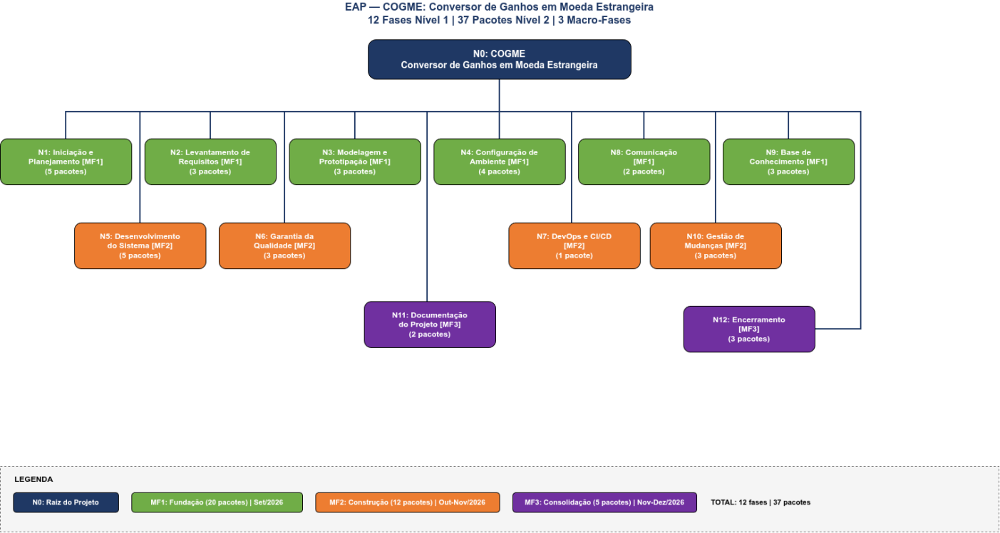 EAP — COGME: Conversor de Ganhos em Moeda Estrangeira
12 Fases Nível 1 | 37 Pacotes Nível 2 | 3 Macro-Fases
N0: COGME
Conversor de Ganhos em Moeda Estrangeira
N1: Iniciação e
Planejamento [MF1]
(5 pacotes)
N2: Levantamento de
Requisitos [MF1]
(3 pacotes)
N3: Modelagem e
Prototipação [MF1]
(3 pacotes)
N4: Configuração de
Ambiente [MF1]
(4 pacotes)
N8: Comunicação
[MF1]
(2 pacotes)
N9: Base de
Conhecimento [MF1]
(3 pacotes)
N5: Desenvolvimento
do Sistema [MF2]
(5 pacotes)
N6: Garantia da
Qualidade [MF2]
(3 pacotes)
N7: DevOps e CI/CD
[MF2]
(1 pacote)
N10: Gestão de
Mudanças [MF2]
(3 pacotes)
N11: Documentação
do Projeto [MF3]
(2 pacotes)
N12: Encerramento
[MF3]
(3 pacotes)
LEGENDA
N0: Raiz do Projeto
MF1: Fundação (20 pacotes) | Set/2026
MF2: Construção (12 pacotes) | Out-Nov/2026
MF3: Consolidação (5 pacotes) | Nov-Dez/2026
TOTAL: 12 fases | 37 pacotes